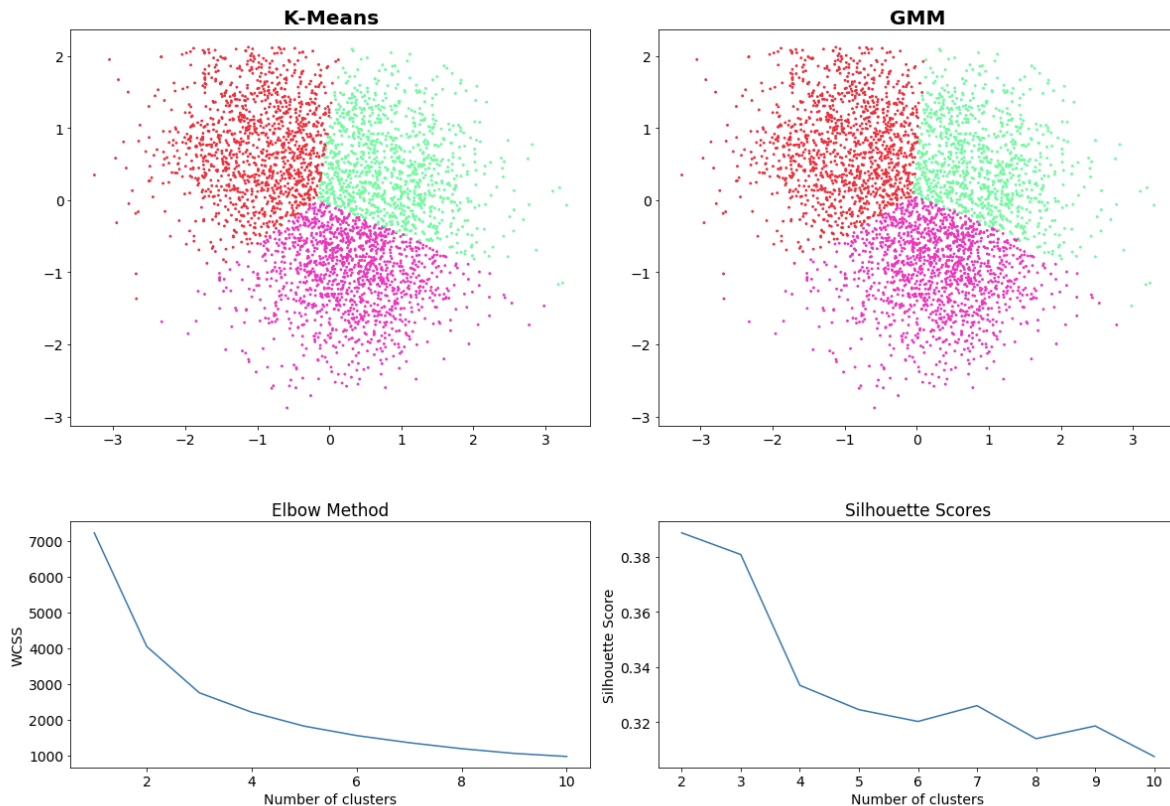 K-Means
GMM
2
1
0
−1
−2
−3
−3 −2 −1 0 1 2 3
2
1
0
−1
−2
−3
−3 −2 −1 0 1 2 3
Elbow Method
7000
6000
5000
4000
3000
2000
1000
WCSS
2 4 6 8 10
Number of clusters
Silhouette Scores
0.38
0.36
0.34
0.32
Silhouette Score
2 3 4 5 6 7 8 9 10
Number of clusters